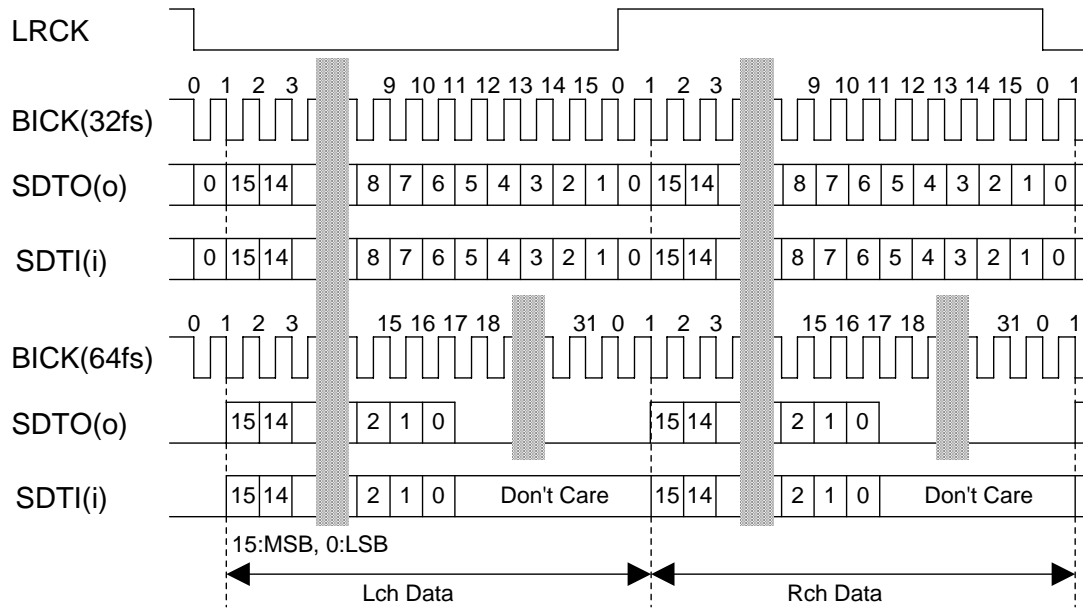 LRCK
0 1 2 3 9 10 11 12 13 14 15 0 1 2 3 9 10 11 12 13 14 15 0 1
BICK(32fs)
SDTO(o) 0 15 14 8 7 6 5 4 3 2 1 0 15 14 8 7 6 5 4 3 2 1 0
SDTI(i) 0 15 14 8 7 6 5 4 3 2 1 0 15 14 8 7 6 5 4 3 2 1 0
0 1 2 3 15 16 17 18 31 0 1 2 3 15 16 17 18 31 0 1
BICK(64fs)
SDTO(o) 15 14 2 1 0 15 14 2 1 0
SDTI(i) 15 14 2 1 0 Don't Care 15 14 2 1 0 Don't Care
15:MSB, 0:LSB
Lch Data Rch Data